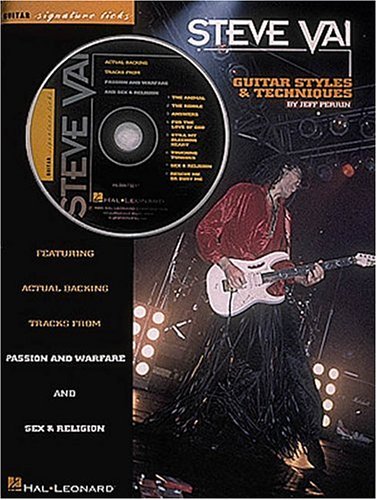 GUITAR signature licks
STEVE VAI
GUITAR STYLES
& TECHNIQUES
BY JEFF PERRIN
STEVE VAI
GUITAR signature licks
ACTUAL BACKING
TRACKS FROM
PASSION AND WARFARE
AND SEX & RELIGION
• THE ANIMAL
• THE RIDDLE
• ANSWERS
• FOR THE
LOVE OF GOD
• STILL MY
BLEEDING
HEART
• TOUCHING
TONGUES
• SEX & RELIGION
• RESCUE ME
OR BURY ME
HAL•LEONARD
FEATURING
ACTUAL BACKING
TRACKS FROM
PASSION AND WARFARE
AND
SEX & RELIGION
HAL•LEONARD